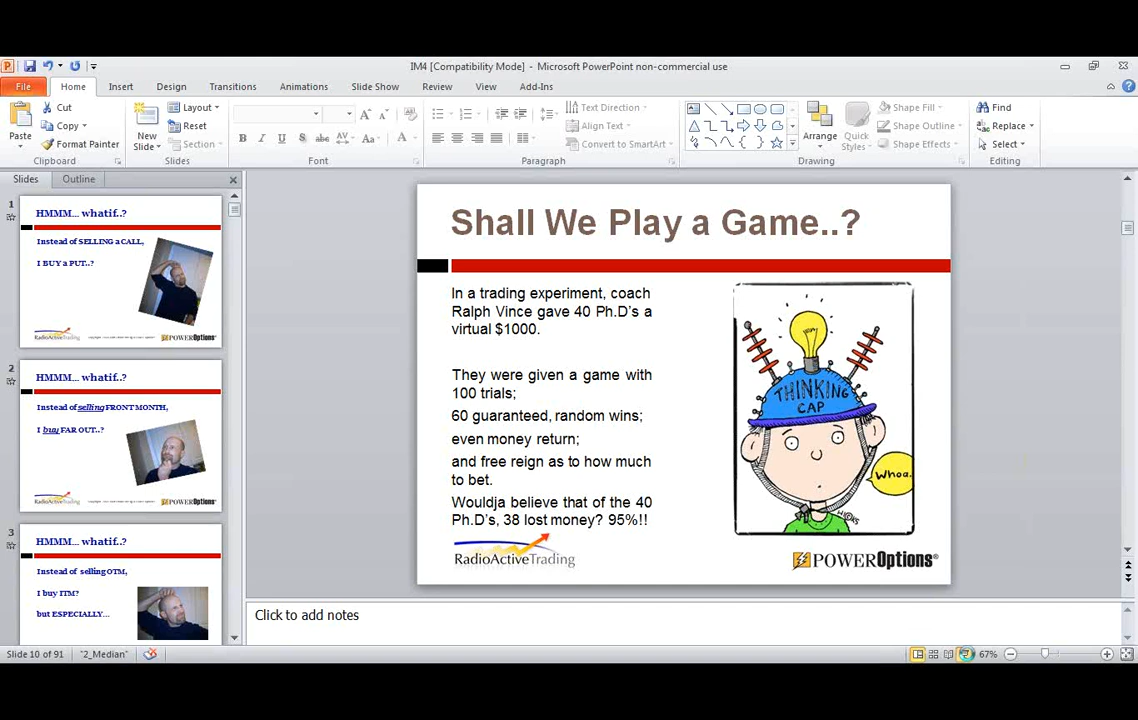 IM4 [Compatibility Mode] - Microsoft PowerPoint non-commercial use
File Home Insert Design Transitions Animations Slide Show Review View Add-Ins
Paste
Cut
Copy
Format Painter
New
Slide
Layout
Reset
Section
B I U S abc AV Aa A
Text Direction
Align Text
Convert to SmartArt
Arrange
Quick
Styles
Shape Fill
Shape Outline
Shape Effects
Find
Replace
Select
Clipboard Slides Font Paragraph Drawing Editing
Slides Outline
1
HMMM... whatif..?
Instead of SELLING a CALL,
I BUY a PUT..?
RadioActiveTrading
POWEROptions
2
HMMM... whatif..?
Instead of selling FRONT MONTH,
I buy FAR OUT..?
RadioActiveTrading
POWEROptions
3
HMMM... whatif..?
Instead of selling OTM,
I buy ITM?
but ESPECIALLY...
Shall We Play a Game..?
In a trading experiment, coach
Ralph Vince gave 40 Ph.D's a
virtual $1000.
They were given a game with
100 trials;
60 guaranteed, random wins;
even money return;
and free reign as to how much
to bet.
Wouldja believe that of the 40
Ph.D's, 38 lost money? 95%!!
THINKING
CAP
Whoa.
RadioActiveTrading
POWEROptions®
Click to add notes
Slide 10 of 91 "2_Median" 67%